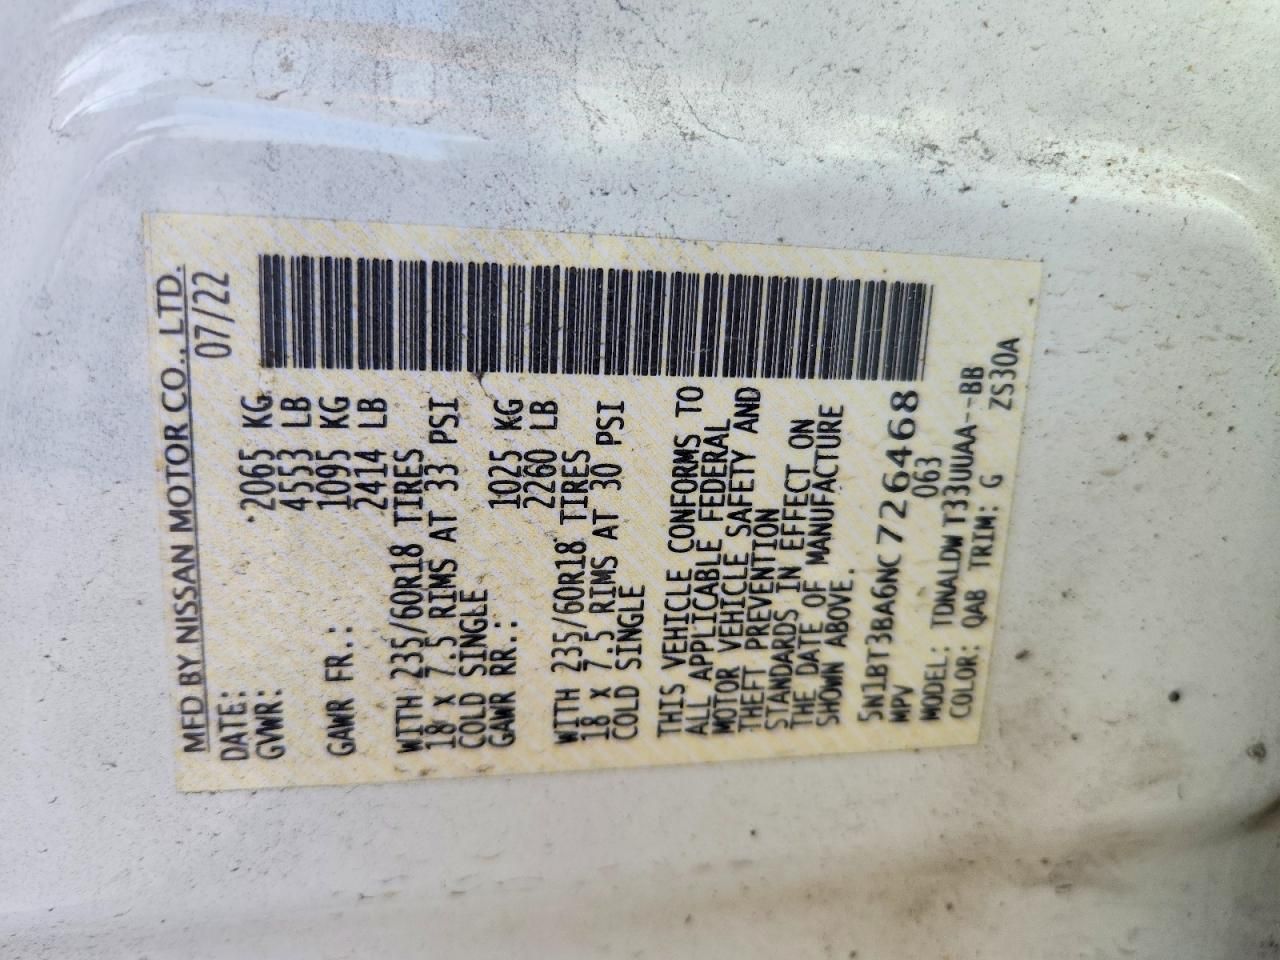 MFD BY NISSAN MOTOR CO., LTD.
DATE: 07/22
GVWR: 2065 KG
4553 LB
GAWR FR.: 1095 KG
2414 LB
WITH 235/60R18 TIRES
18 X 7.5 RIMS AT 33 PSI
COLD SINGLE
GAWR RR.: 1025 KG
2260 LB
WITH 235/60R18 TIRES
18 X 7.5 RIMS AT 30 PSI
COLD SINGLE
THIS VEHICLE CONFORMS TO
ALL APPLICABLE FEDERAL
MOTOR VEHICLE SAFETY AND
THEFT PREVENTION
STANDARDS IN EFFECT ON
THE DATE OF MANUFACTURE
SHOWN ABOVE.
5N1BT3BA6NC726468
MPV 063
MODEL: TDNALDWT33UUAA--BB
COLOR: QAB TRIM: G ZS30A